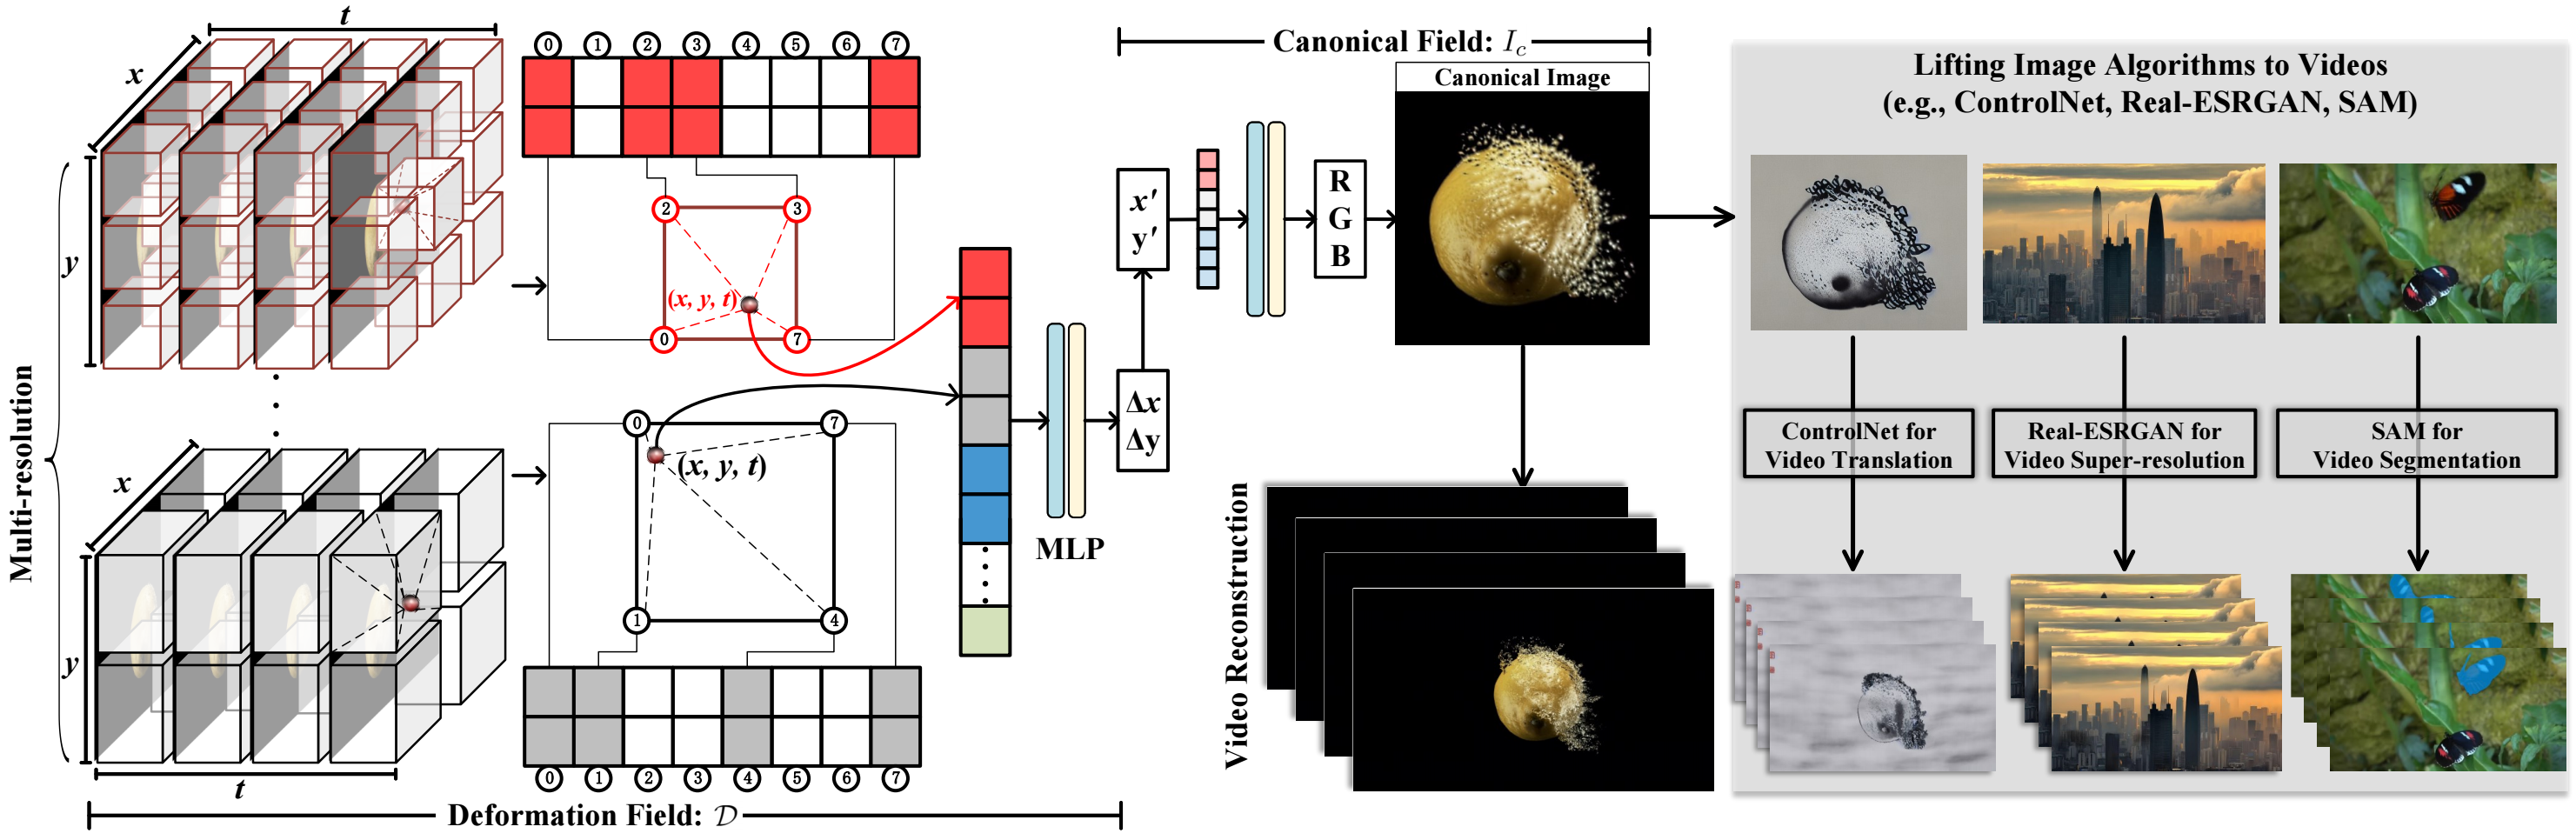 t
x
y
Multi-resolution
x
y
t
0 1 2 3 4 5 6 7
2 3
(x, y, t)
0 7
0 7
(x, y, t)
1 4
0 1 2 3 4 5 6 7
Deformation Field: D
MLP
Δx
Δy
x′
y′
Canonical Field: I_c
R
G
B
Canonical Image
Video Reconstruction
Lifting Image Algorithms to Videos
(e.g., ControlNet, Real-ESRGAN, SAM)
ControlNet for
Video Translation
Real-ESRGAN for
Video Super-resolution
SAM for
Video Segmentation